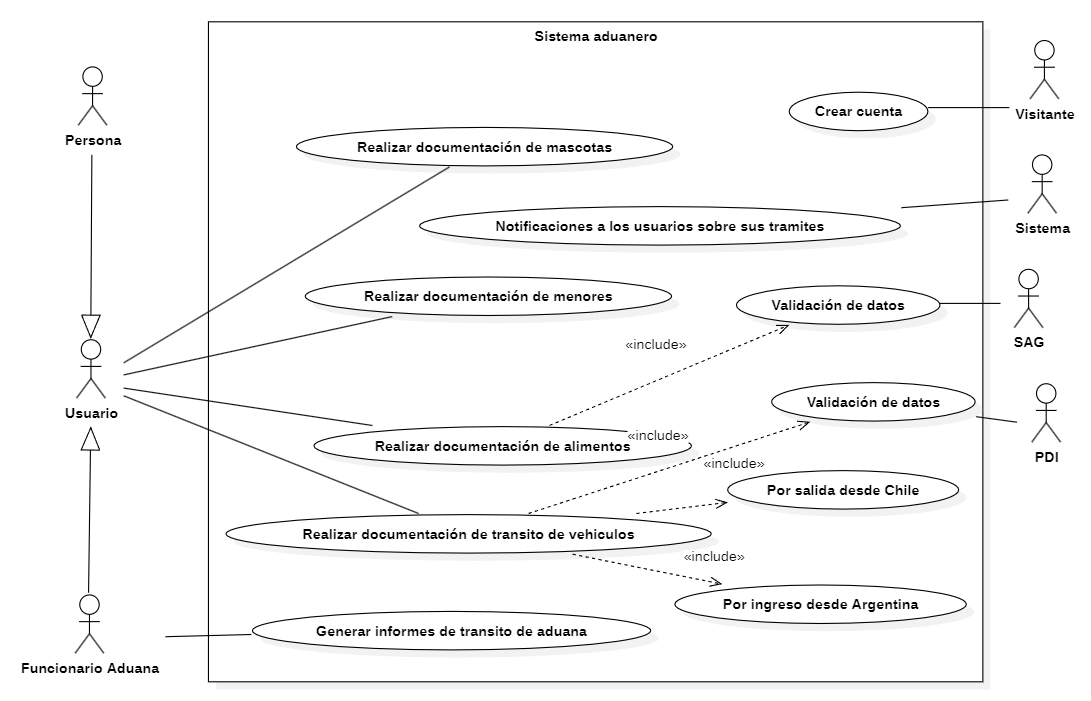 Sistema aduanero
Persona
Visitante
Crear cuenta
Realizar documentación de mascotas
Notificaciones a los usuarios sobre sus tramites
Sistema
Realizar documentación de menores
Validación de datos
SAG
«include»
Usuario
Validación de datos
Realizar documentación de alimentos
«include»
PDI
«include»
Por salida desde Chile
Realizar documentación de transito de vehiculos
«include»
Por ingreso desde Argentina
Generar informes de transito de aduana
Funcionario Aduana